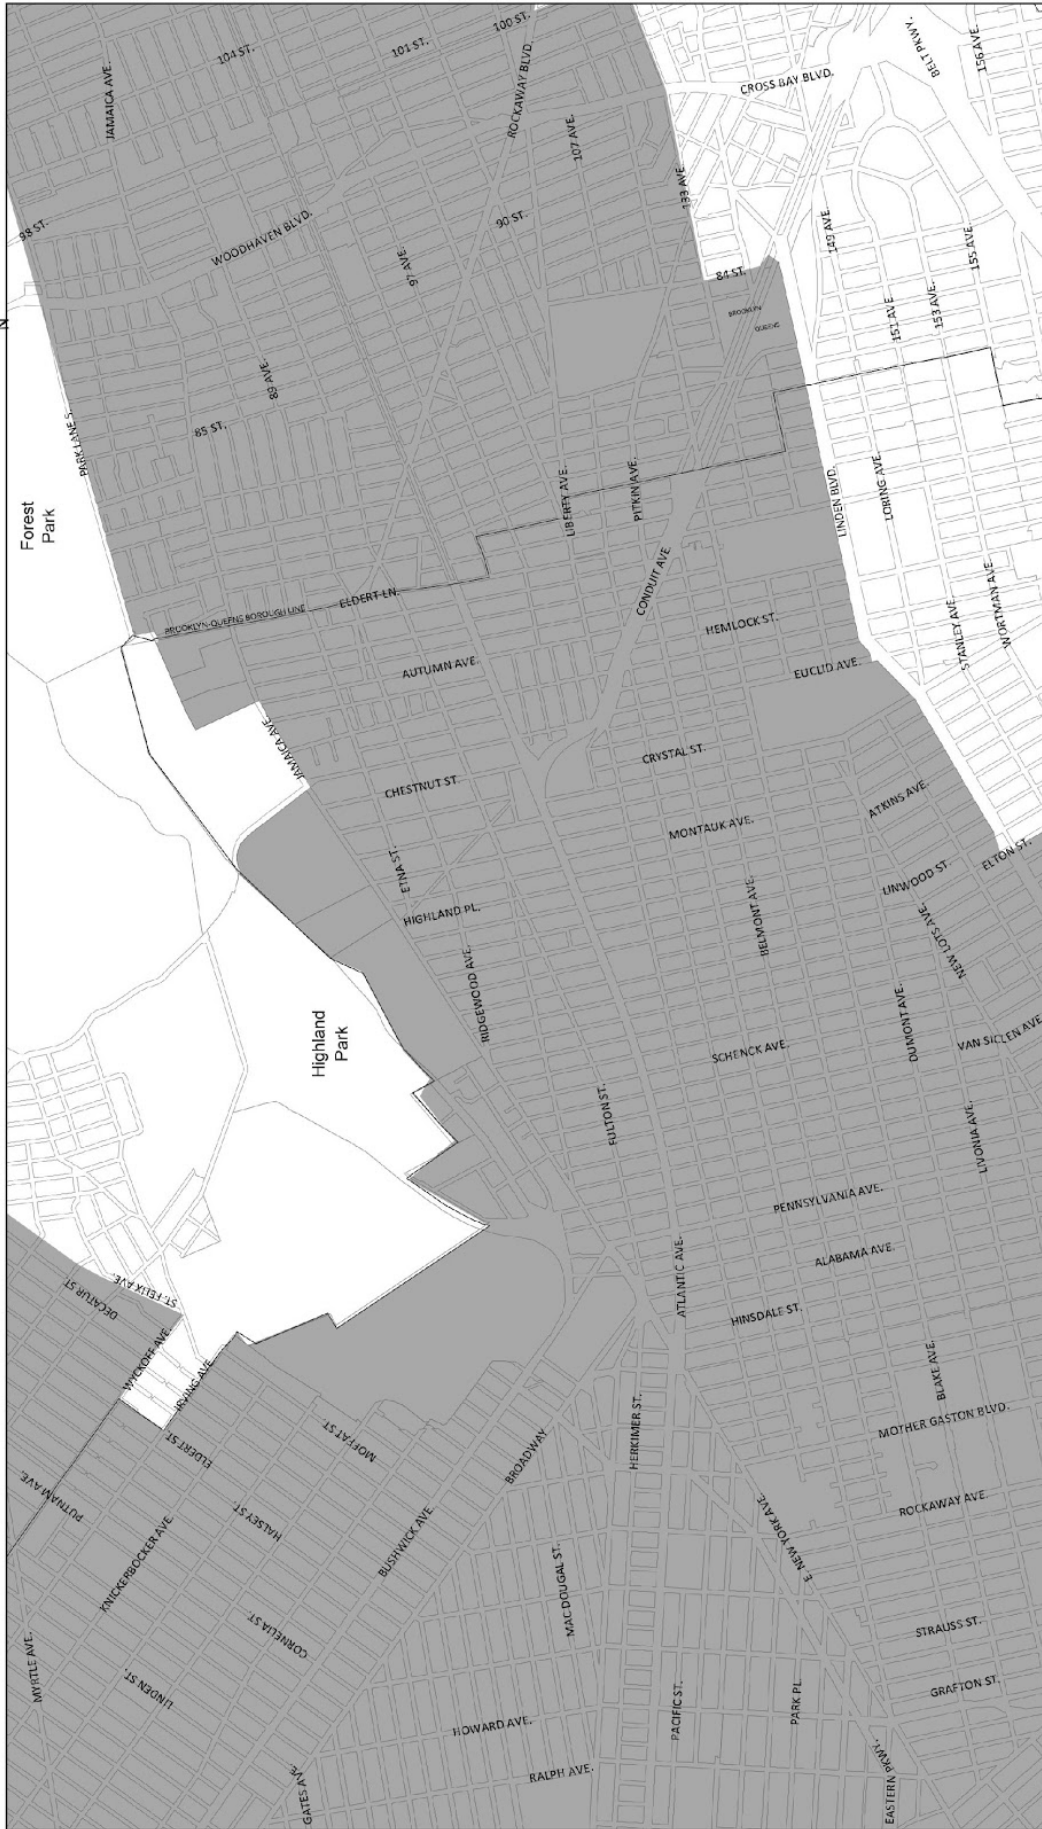 100 ST.
104 ST.
101 ST.
JAMAICA AVE.
ROCKAWAY BLVD.
CROSS BAY BLVD.
BELT PKWY.
156 AVE.
107 AVE.
133 AVE.
98 ST.
WOODHAVEN BLVD.
90 ST.
97 AVE.
149 AVE.
155 AVE.
84 ST.
N
BROOKLYN
QUEENS
151 AVE.
153 AVE.
89 AVE.
85 ST.
PARK LANE S.
Forest
Park
LIBERTY AVE.
PITKIN AVE.
LINDEN BLVD.
LORING AVE.
CONDUIT AVE.
BROOKLYN-QUEENS BOROUGH LINE
ELDERT LN.
HEMLOCK ST.
STANLEY AVE.
WORTMAN AVE.
AUTUMN AVE.
EUCLID AVE.
JAMAICA AVE.
CHESTNUT ST.
CRYSTAL ST.
ATKINS AVE.
MONTAUK AVE.
ETNA ST.
LINWOOD ST.
ELTON ST.
HIGHLAND PL.
BELMONT AVE.
NEW LOTS AVE.
RIDGEWOOD AVE.
DUMONT AVE.
Highland
Park
SCHENCK AVE.
VAN SICLEN AVE.
FULTON ST.
LIVONIA AVE.
PENNSYLVANIA AVE.
ALABAMA AVE.
ATLANTIC AVE.
HINSDALE ST.
DECATUR ST.
ST. FELIX AVE.
WYCKOFF AVE.
IRVING AVE.
BLAKE AVE.
MOTHER GASTON BLVD.
HERKIMER ST.
MOFFAT ST.
ELDERT ST.
BROADWAY
PUTNAM AVE.
HALSEY ST.
ROCKAWAY AVE.
E. NEW YORK AVE.
BUSHWICK AVE.
KNICKERBOCKER AVE.
MAC DOUGAL ST.
CORNELIA ST.
STRAUSS ST.
MYRTLE AVE.
LINDEN ST.
GRAFTON ST.
PARK PL.
PACIFIC ST.
HOWARD AVE.
RALPH AVE.
GATES AVE.
EASTERN PKWY.